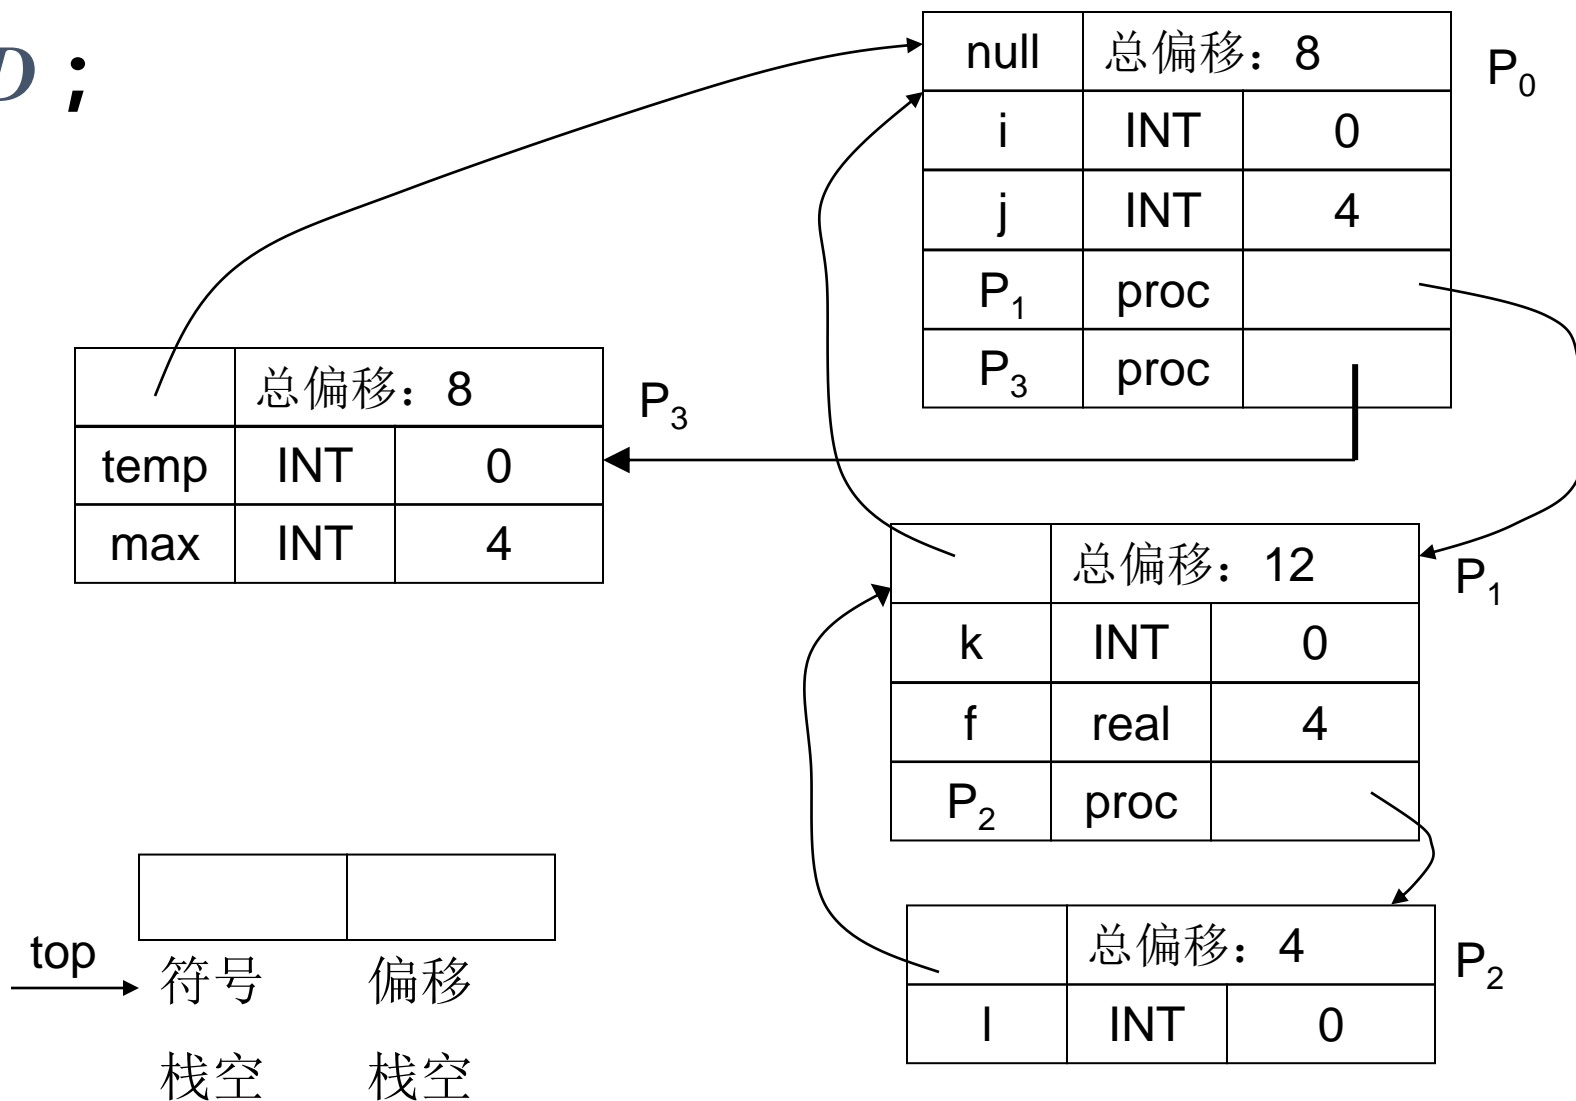 D ;
null 总偏移：8 P₀
i INT 0
j INT 4
P₁ proc
P₃ proc
总偏移：8 P₃
temp INT 0
max INT 4
总偏移：12 P₁
k INT 0
f real 4
P₂ proc
总偏移：4 P₂
l INT 0
top
符号 偏移
栈空 栈空